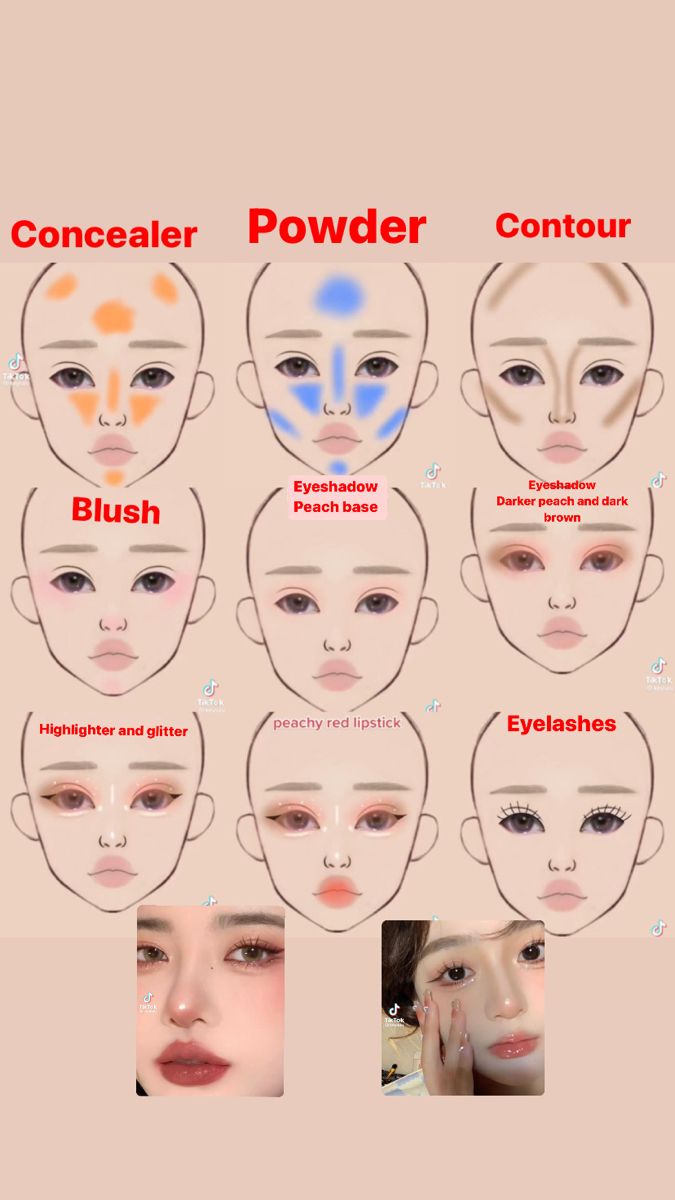 Concealer
Powder
Contour
TikTok
TikTok
Blush
Eyeshadow
Peach base
Eyeshadow
Darker peach and dark
brown
TikTok
TikTok
Highlighter and glitter
peachy red lipstick
Eyelashes
TikTok
TikTok